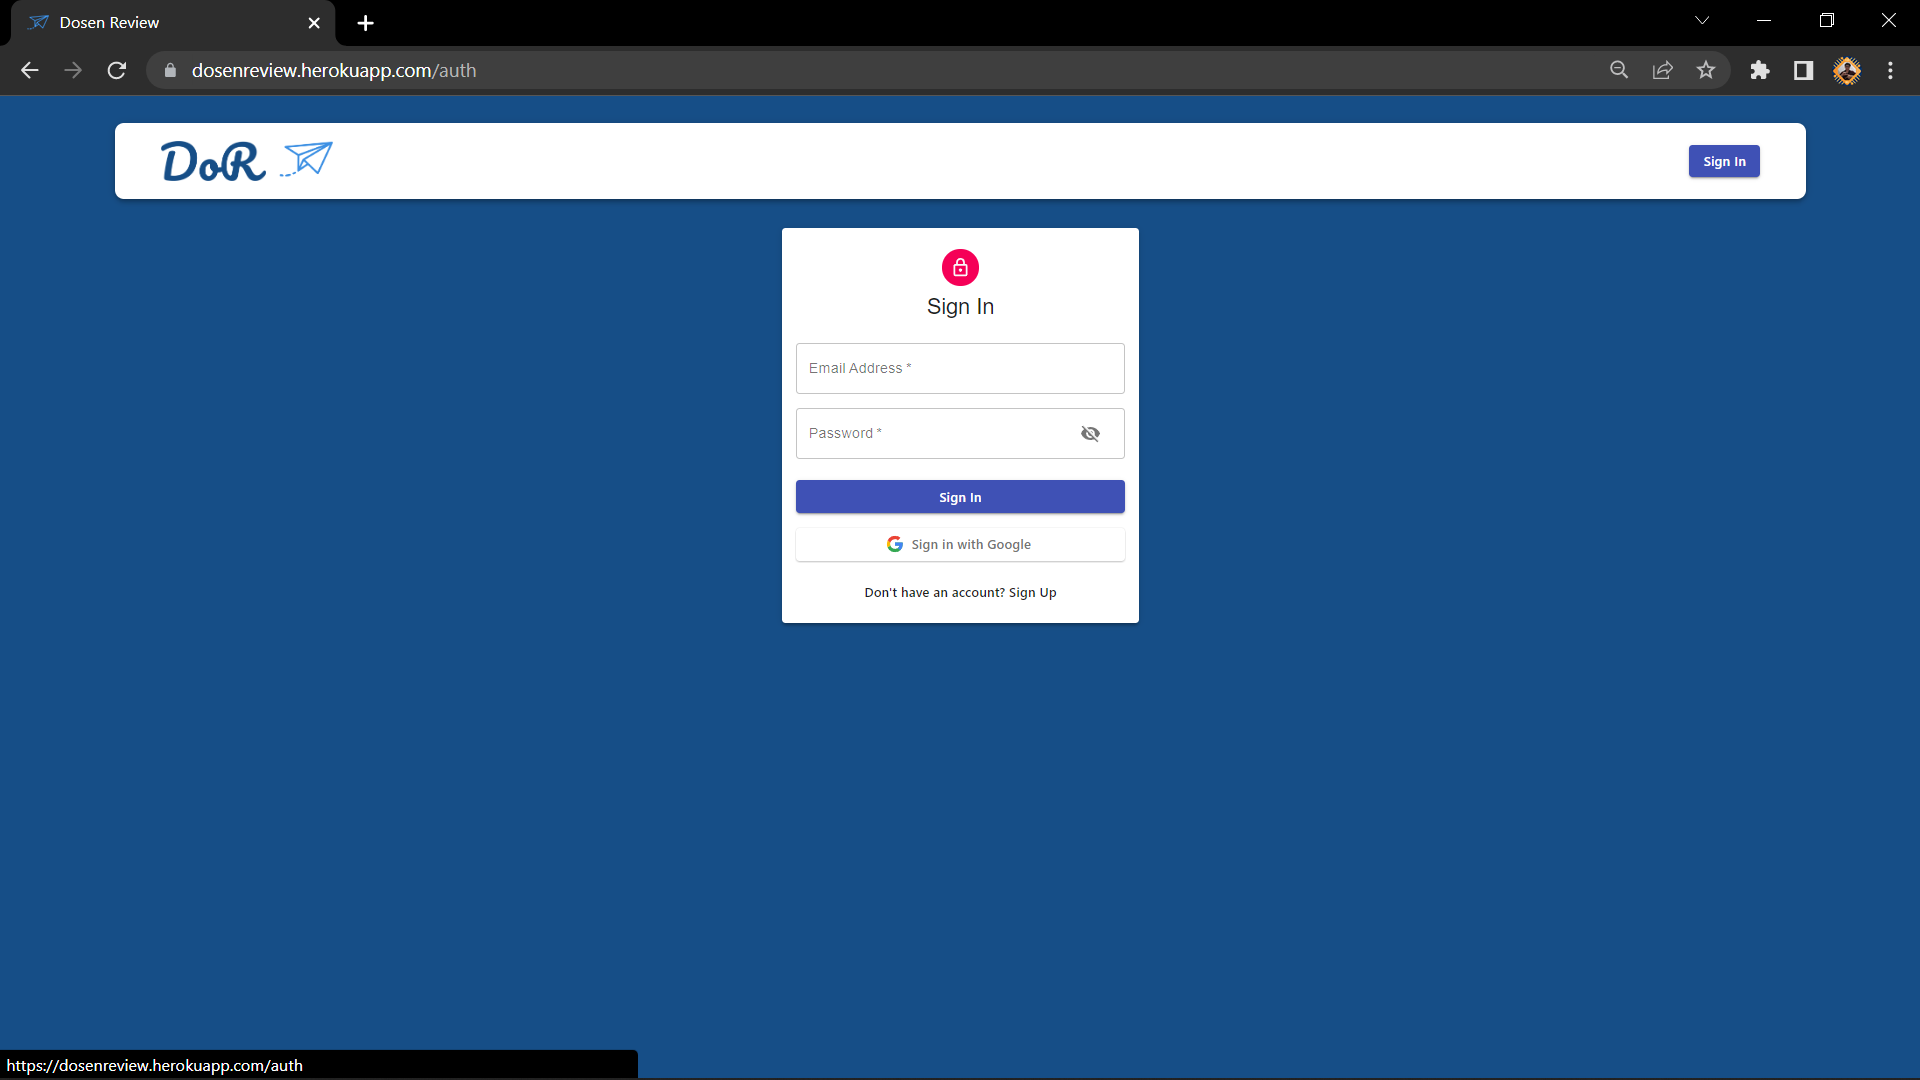 Dosen Review
dosenreview.herokuapp.com/auth
DoR
Sign In
Sign In
Email Address *
Password *
Sign In
Sign in with Google
Don't have an account? Sign Up
https://dosenreview.herokuapp.com/auth